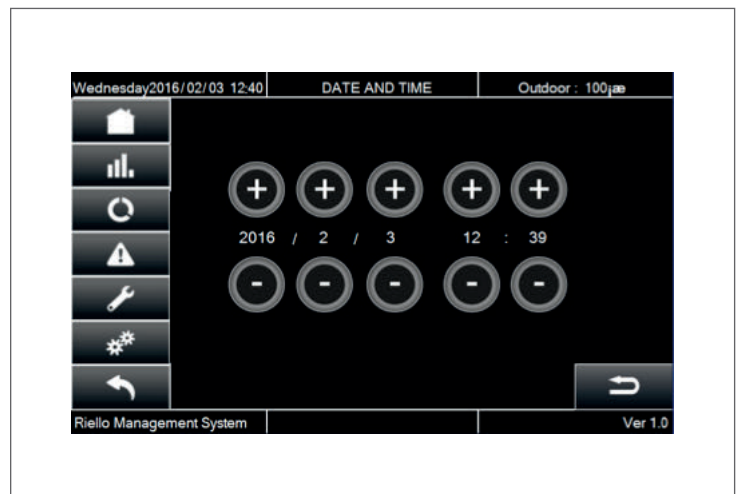 Wednesday2016/02/03 12:40 DATE AND TIME Outdoor : 100¡æ
+ + + + +
2016 / 2 / 3 12 : 39
- - - - -
Riello Management System Ver 1.0